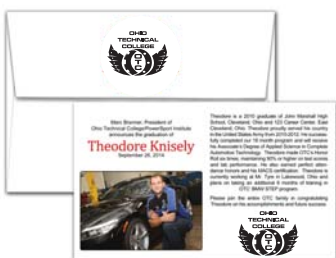 OHIO
TECHNICAL
COLLEGE
OTC
Marc Brenner, President of
Ohio Technical College/PowerSport Institute
announces the graduation of
Theodore Knisely
September 26, 2014
Theodore is a 2010 graduate of John Marshall High
School, Cleveland, Ohio and 123 Career Center, East
Cleveland, Ohio. Theodore proudly served his country
in the United States Army from 2010-2012. He success-
fully completed our 18 month program and will receive
his Associate's Degree of Applied Science in Complete
Automotive Technology. Theodore made OTC's Honor
Roll six times, maintaining 90% or higher on test scores
and lab performance. He also earned perfect atten-
dance honors and his MACS certification. Theodore is
currently working at Mr. Tyre in Lakewood, Ohio and
plans on taking an additional 6 months of training in
OTC' BMW STEP program.
Please join the entire OTC family in congratulating
Theodore on his accomplishments and future success
OHIO
TECHNICAL
COLLEGE
OTC